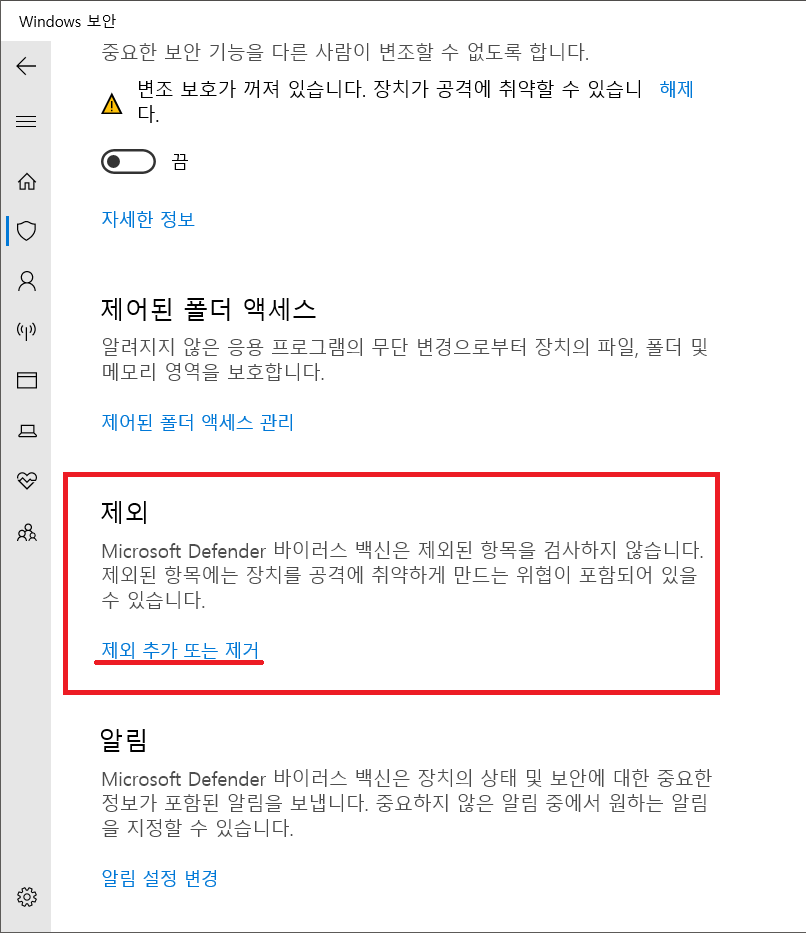 Windows 보안
중요한 보안 기능을 다른 사람이 변조할 수 없도록 합니다.
변조 보호가 꺼져 있습니다. 장치가 공격에 취약할 수 있습니 해제
다.
끔
자세한 정보
제어된 폴더 액세스
알려지지 않은 응용 프로그램의 무단 변경으로부터 장치의 파일, 폴더 및
메모리 영역을 보호합니다.
제어된 폴더 액세스 관리
제외
Microsoft Defender 바이러스 백신은 제외된 항목을 검사하지 않습니다.
제외된 항목에는 장치를 공격에 취약하게 만드는 위협이 포함되어 있을
수 있습니다.
제외 추가 또는 제거
알림
Microsoft Defender 바이러스 백신은 장치의 상태 및 보안에 대한 중요한
정보가 포함된 알림을 보냅니다. 중요하지 않은 알림 중에서 원하는 알림
을 지정할 수 있습니다.
알림 설정 변경